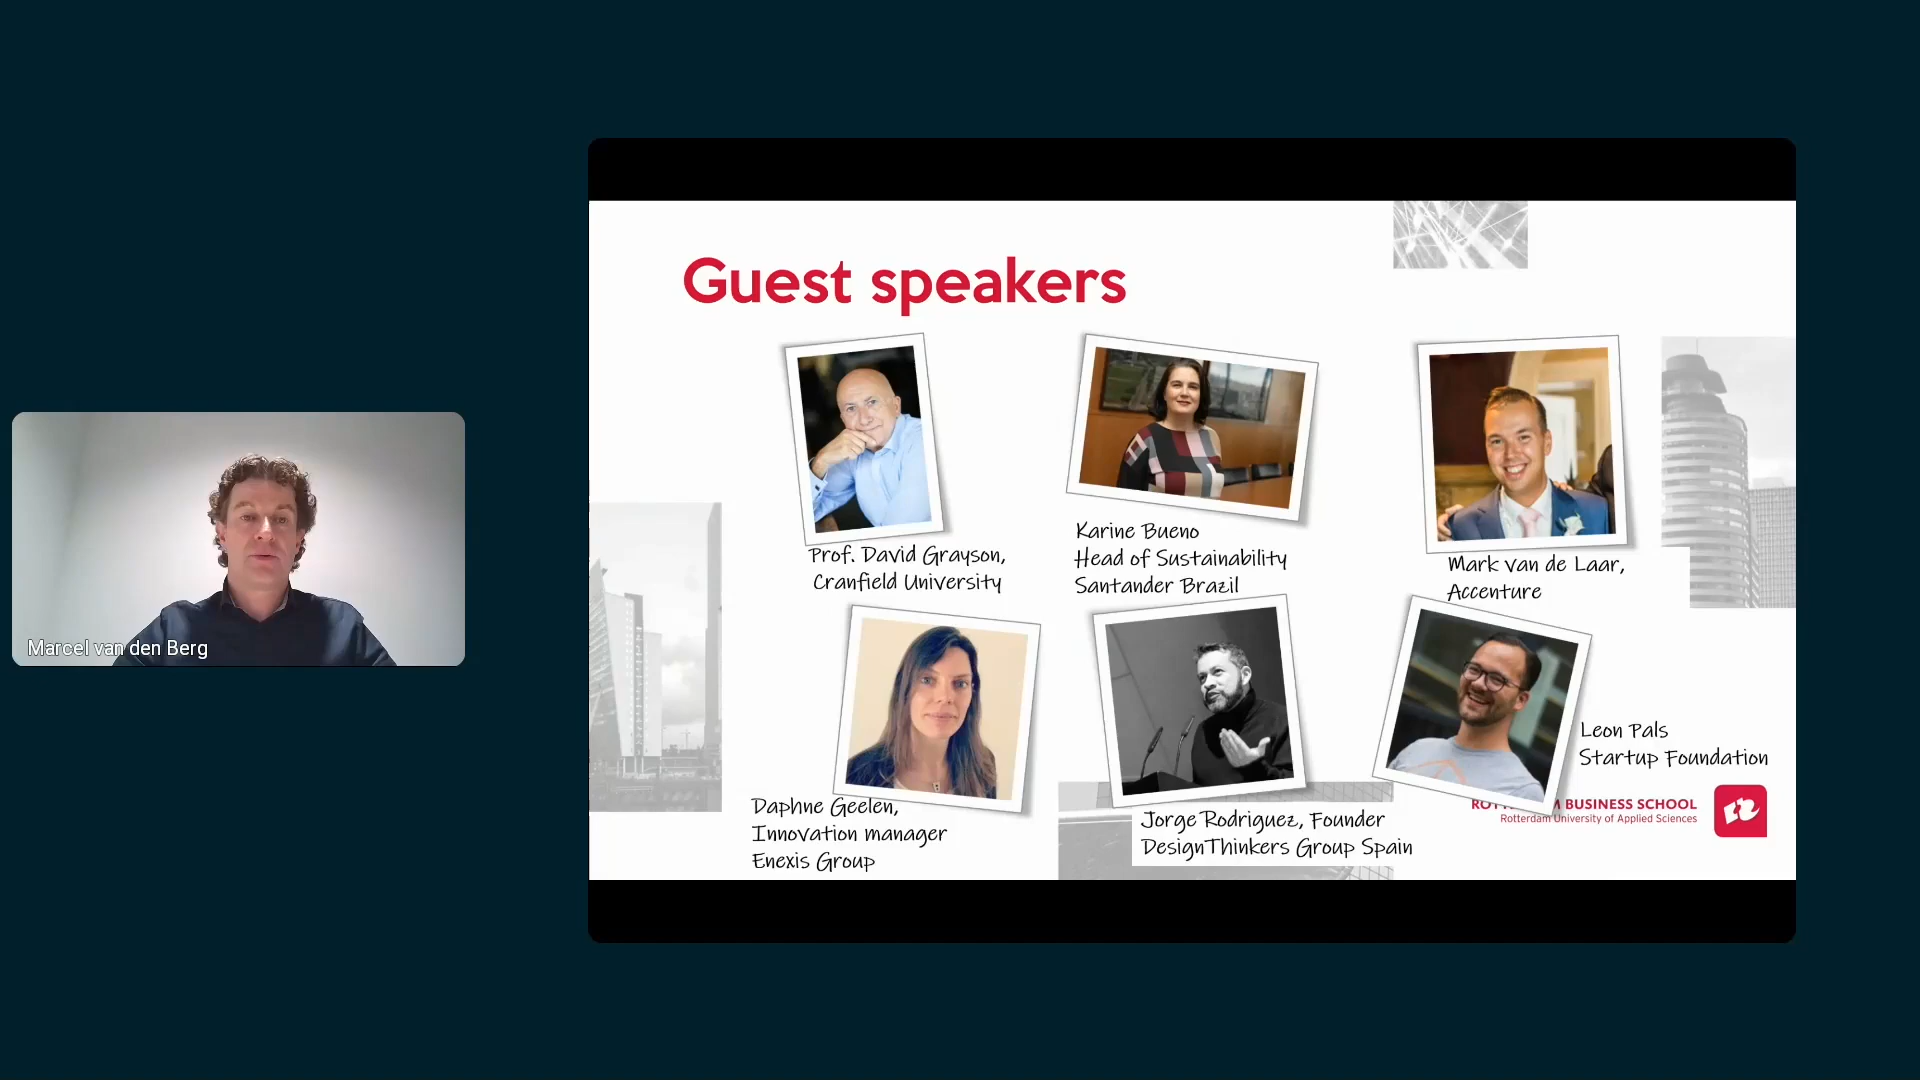 Guest speakers
Prof. David Grayson,
Cranfield University
Karine Bueno
Head of Sustainability
Santander Brazil
Mark van de Laar,
Accenture
Marcel van den Berg
Daphne Geelen,
Innovation manager
Enexis Group
Jorge Rodriguez, Founder
DesignThinkers Group Spain
Leon Pals
Startup Foundation
BUSINESS SCHOOL
Rotterdam University of Applied Sciences